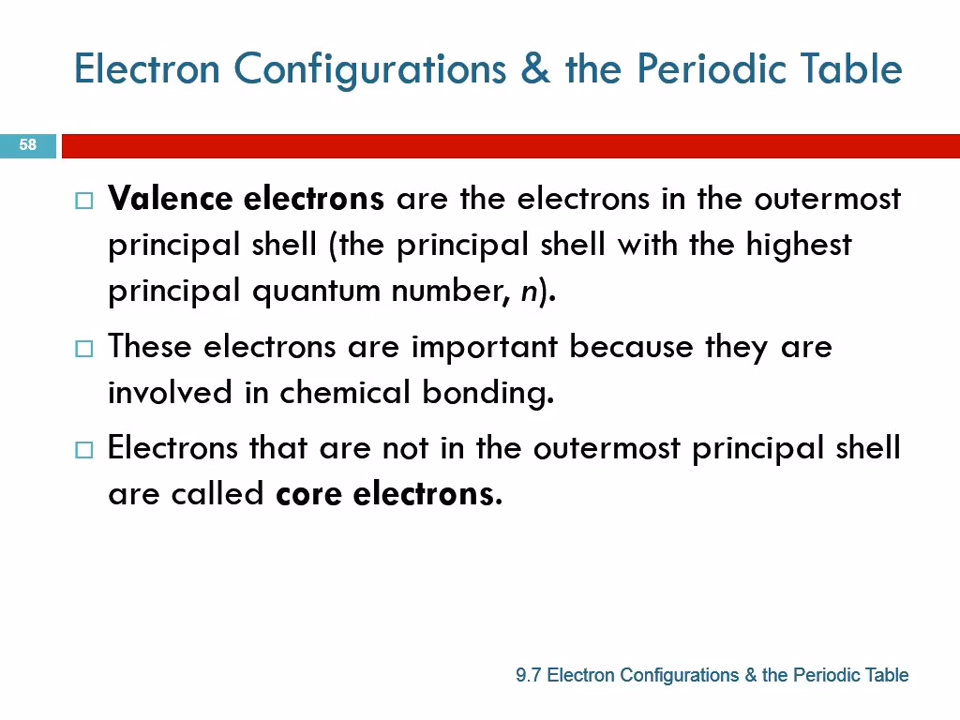 Electron Configurations & the Periodic Table
58
Valence electrons are the electrons in the outermost
principal shell (the principal shell with the highest
principal quantum number, n).
These electrons are important because they are
involved in chemical bonding.
Electrons that are not in the outermost principal shell
are called core electrons.
9.7 Electron Configurations & the Periodic Table